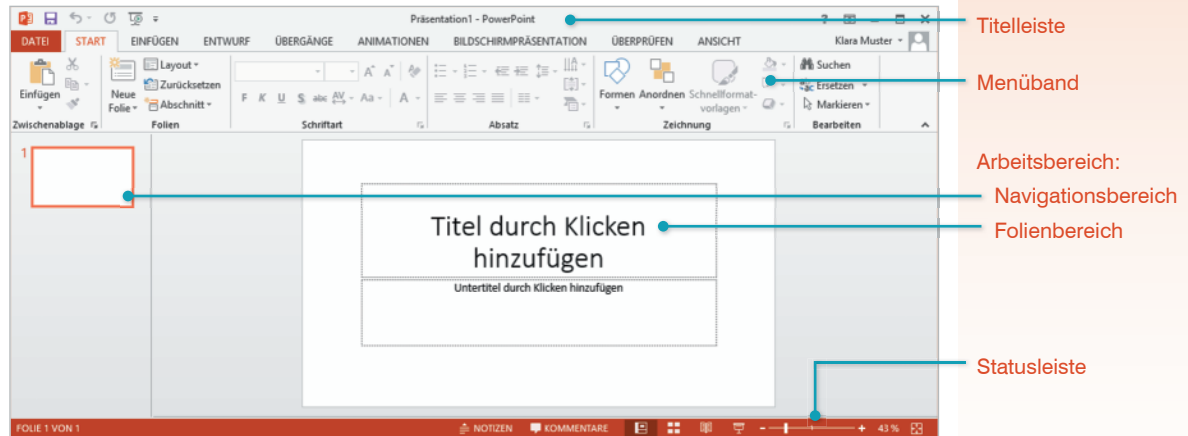 Präsentation1 - PowerPoint
?
Titelleiste
DATEI START EINFÜGEN ENTWURF ÜBERGÄNGE ANIMATIONEN BILDSCHIRMPRÄSENTATION ÜBERPRÜFEN ANSICHT Klara Muster
Einfügen
Neue Folie
Layout
Zurücksetzen
Abschnitt
F K U S abc AV Aa A
Formen Anordnen Schnellformat-
vorlagen
Suchen
Ersetzen
Markieren
Menüband
Zwischenablage Folien Schriftart Absatz Zeichnung Bearbeiten
Arbeitsbereich:
Navigationsbereich
Folienbereich
1
Titel durch Klicken
hinzufügen
Untertitel durch Klicken hinzufügen
Statusleiste
FOLIE 1 VON 1 NOTIZEN KOMMENTARE - + 43 %